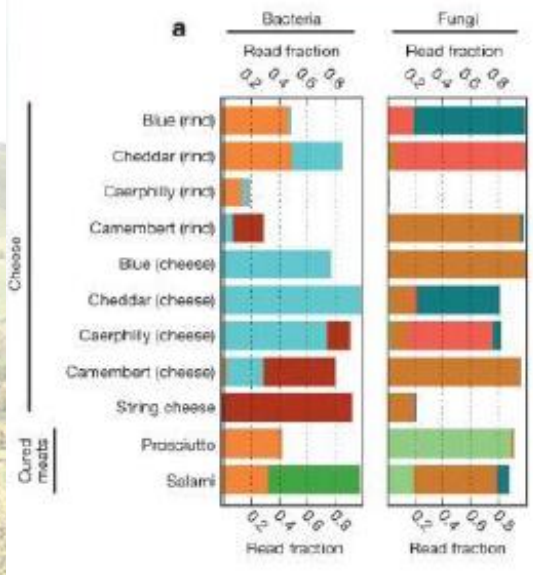 a
Bacteria
Fungi
Read fraction
Read fraction
0.2 0.4 0.6 0.8
0.2 0.4 0.6 0.8
Cheese
Blue (rind)
Cheddar (rind)
Caerphilly (rind)
Camembert (rind)
Blue (cheese)
Cheddar (cheese)
Caerphilly (cheese)
Camembert (cheese)
String cheese
Cured
meats
Prosciutto
Salami
0.2 0.4 0.6 0.8
0.2 0.4 0.6 0.8
Read fraction
Read fraction